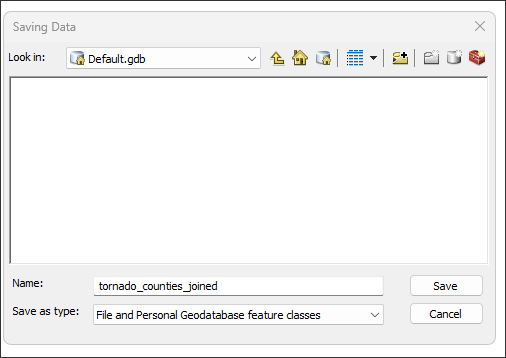 Saving Data
Look in: Default.gdb
Name: tornado_counties_joined Save
Save as type: File and Personal Geodatabase feature classes Cancel